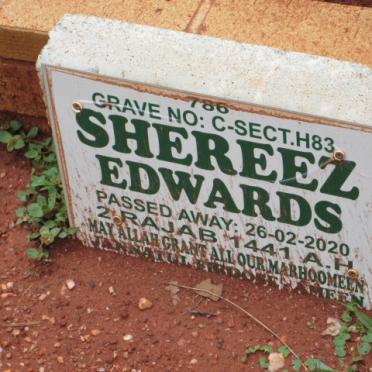 786
GRAVE NO: C-SECT.H83
SHEREEZ
EDWARDS
PASSED AWAY: 26-02-2020
2 RAJAB 1441 A.H
MAY ALLAH GRANT ALL OUR MARHOOMEEN